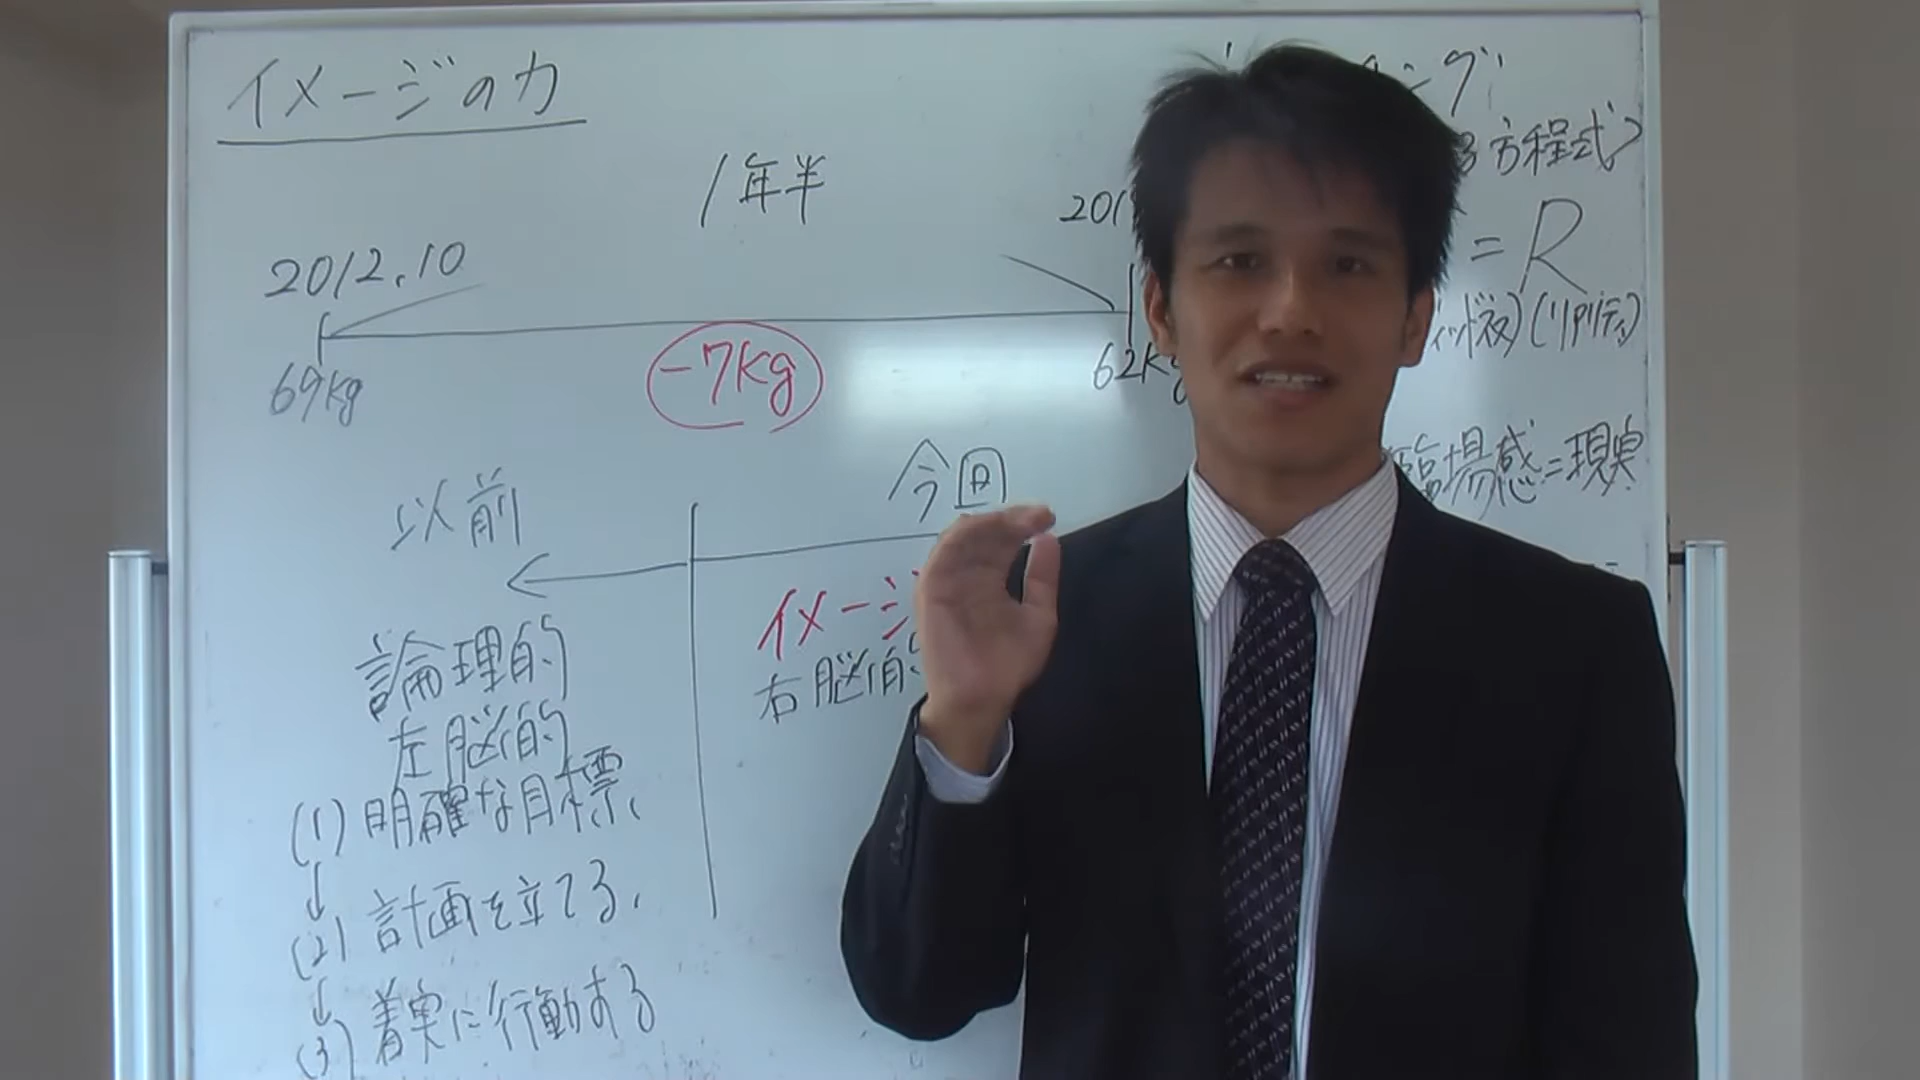 イメージの力
1年半
2012.10
201
69kg
-7kg
62kg
以前
今回
論理的
左脳的
(1) 明確な目標、
↓
(2) 計画を立てる、
↓
(3) 着実に行動する
イメージ
右脳的
方程式
= R
(リアリティ)
臨場感=現実